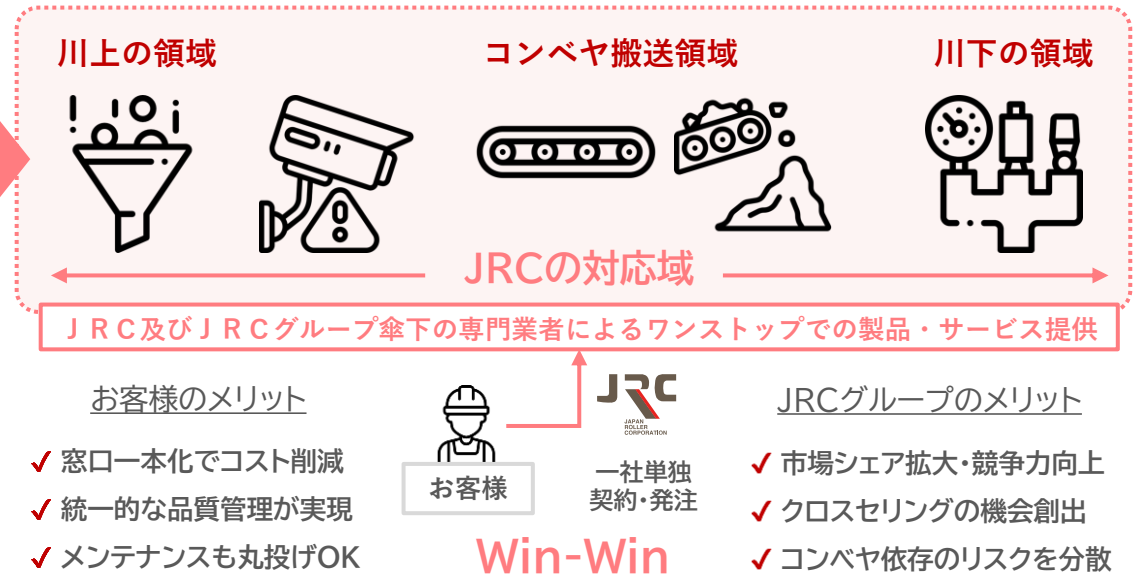 川上の領域
コンベヤ搬送領域
川下の領域
JRCの対応域
ＪＲＣ及びＪＲＣグループ傘下の専門業者によるワンストップでの製品・サービス提供
お客様のメリット
✓ 窓口一本化でコスト削減
✓ 統一的な品質管理が実現
✓ メンテナンスも丸投げOK
お客様
JRC
JAPAN
ROLLER
CORPORATION
一社単独
契約・発注
Win-Win
JRCグループのメリット
✓ 市場シェア拡大・競争力向上
✓ クロスセリングの機会創出
✓ コンベヤ依存のリスクを分散